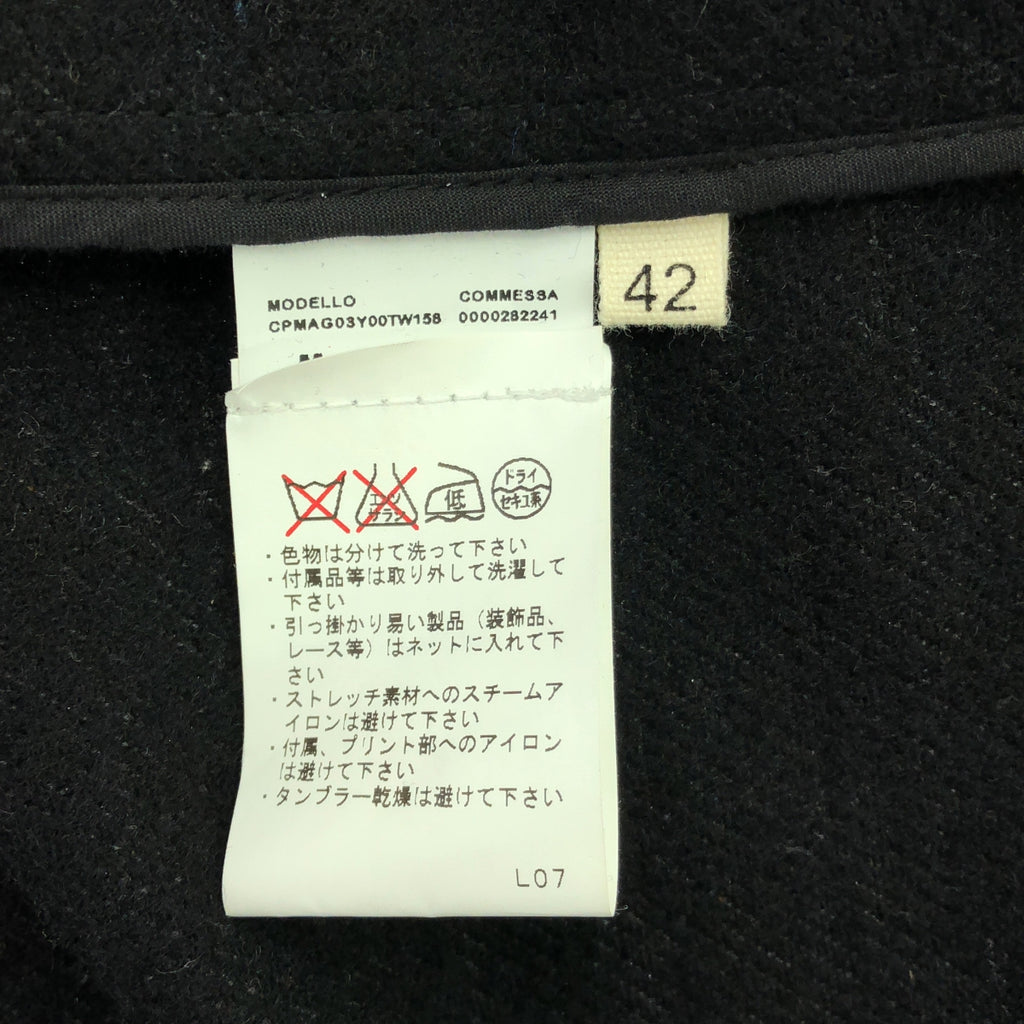 MODELLO COMMESSA
CPMAG03Y00TW158 0000282241
42
エンソ
サラシ
低
ドライ
セキユ系
・色物は分けて洗って下さい
・付属品等は取り外して洗濯して
下さい
・引っ掛かり易い製品（装飾品、
レース等）はネットに入れて下
さい
・ストレッチ素材へのスチームア
イロンは避けて下さい
・付属、プリント部へのアイロン
は避けて下さい
・タンブラー乾燥は避けて下さい
L07